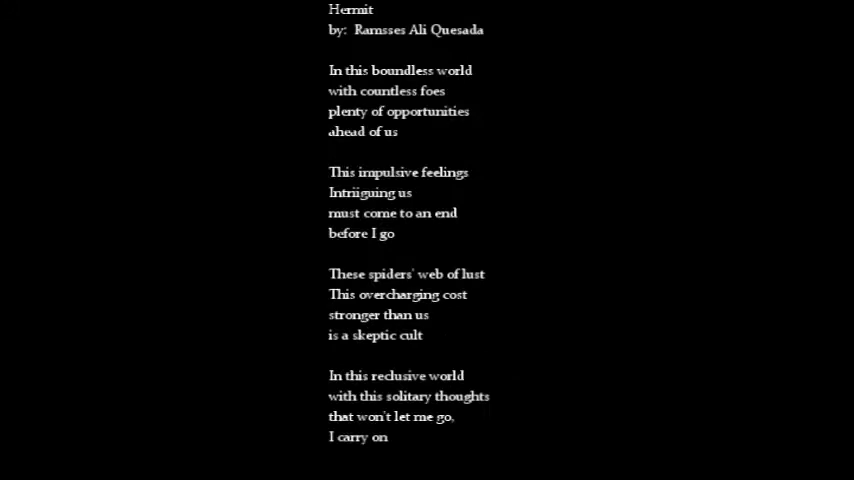 Hermit
by: Ramsses Ali Quesada
In this boundless world
with countless foes
plenty of opportunities
ahead of us
This impulsive feelings
Intriiguing us
must come to an end
before I go
These spiders' web of lust
This overcharging cost
stronger than us
is a skeptic cult
In this reclusive world
with this solitary thoughts
that won't let me go,
I carry on